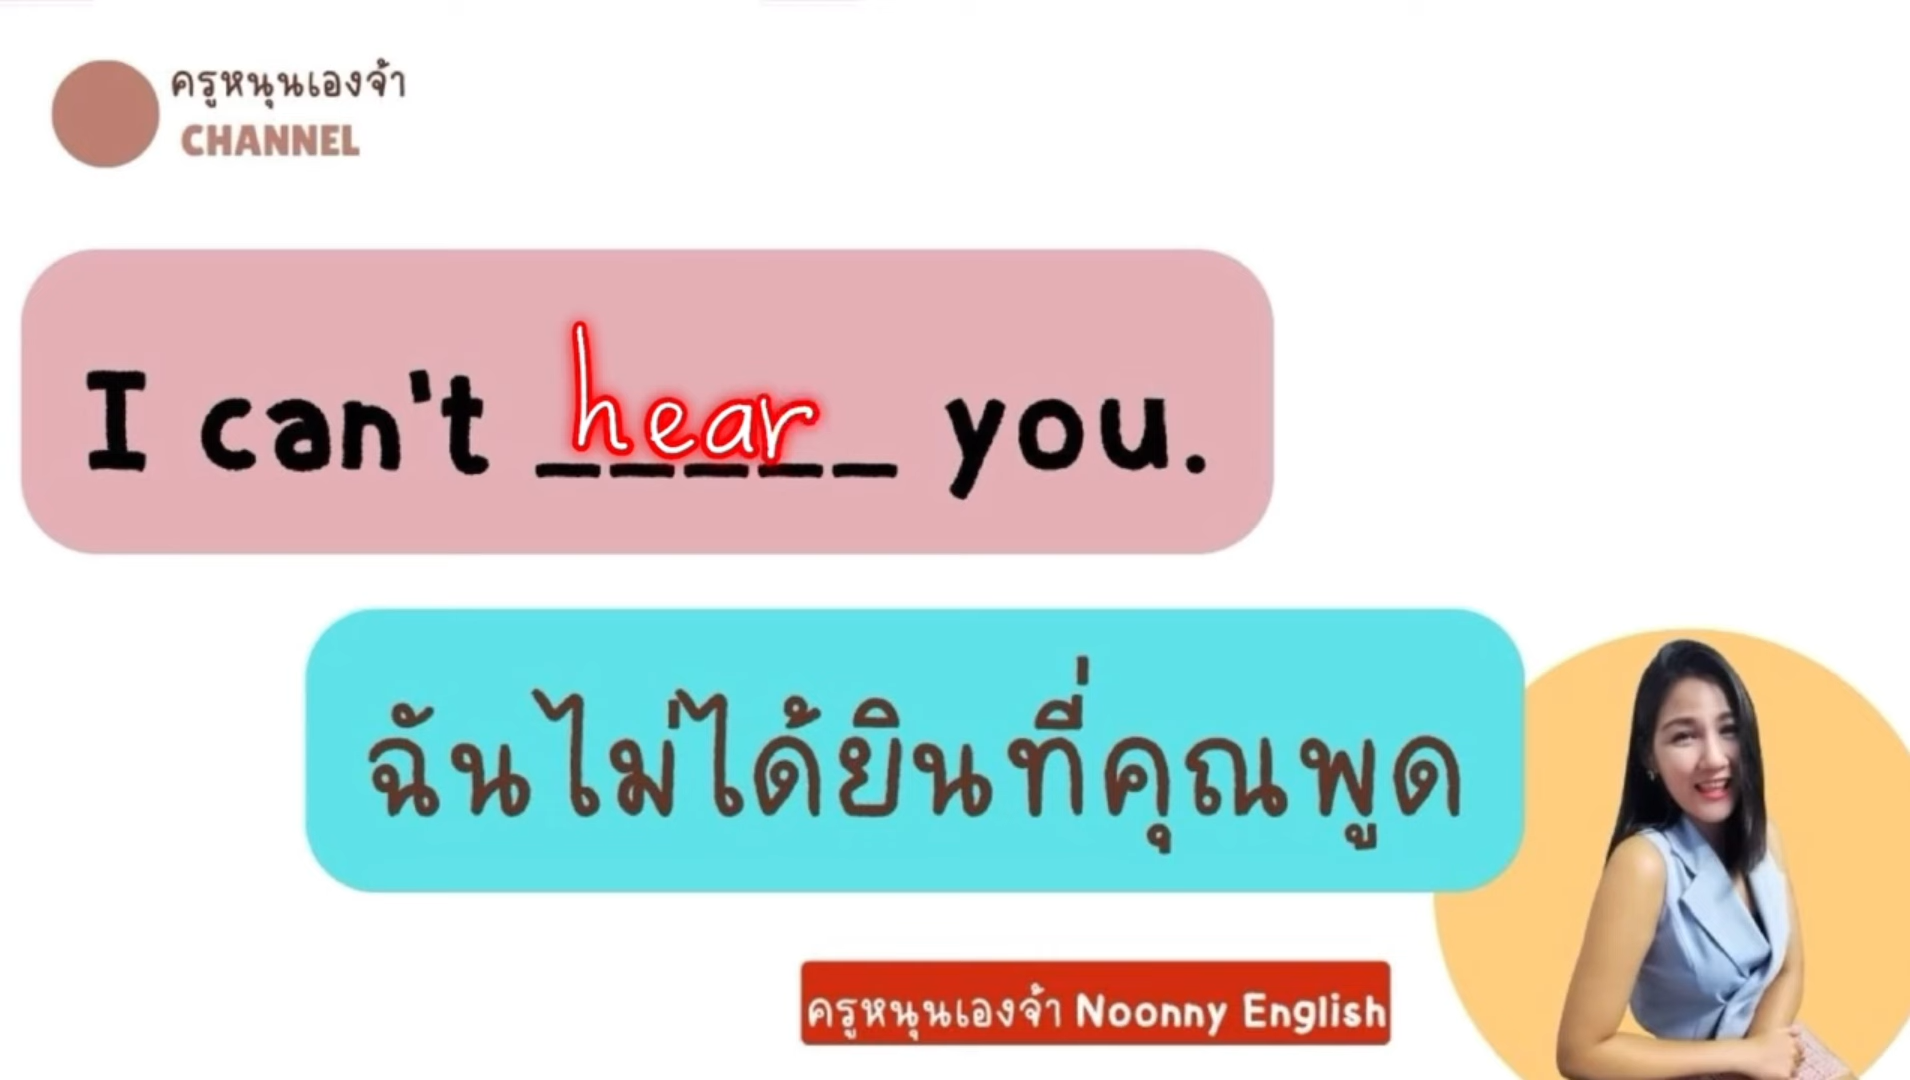 ครูหนุนเองจ้า
CHANNEL
I can't hear you.
ฉันไม่ได้ยินที่คุณพูด
ครูหนุนเองจ้า Noonny English